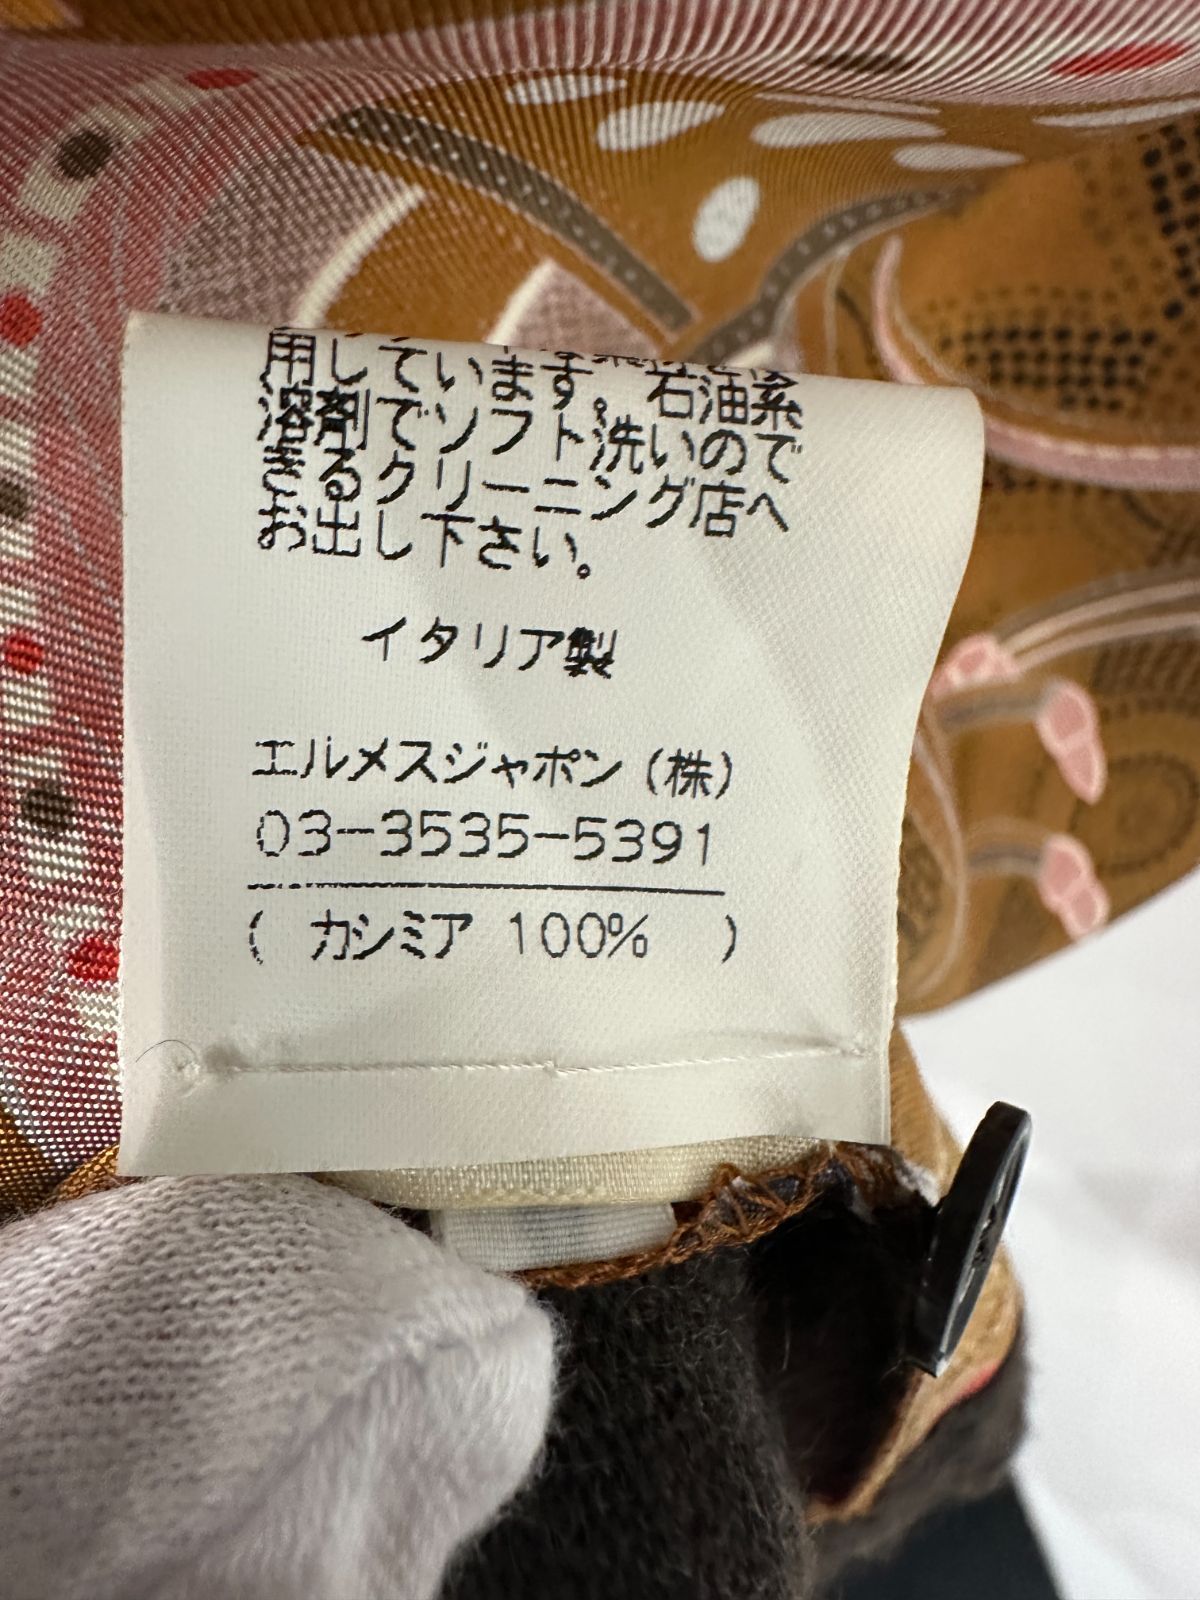 用しています。若油系
溶剤でソフト洗いので
きるクリーニング店へ
お出し下さい。
イタリア製
エルメスジャポン(株)
03-3535-5391
( カシミア 100% )